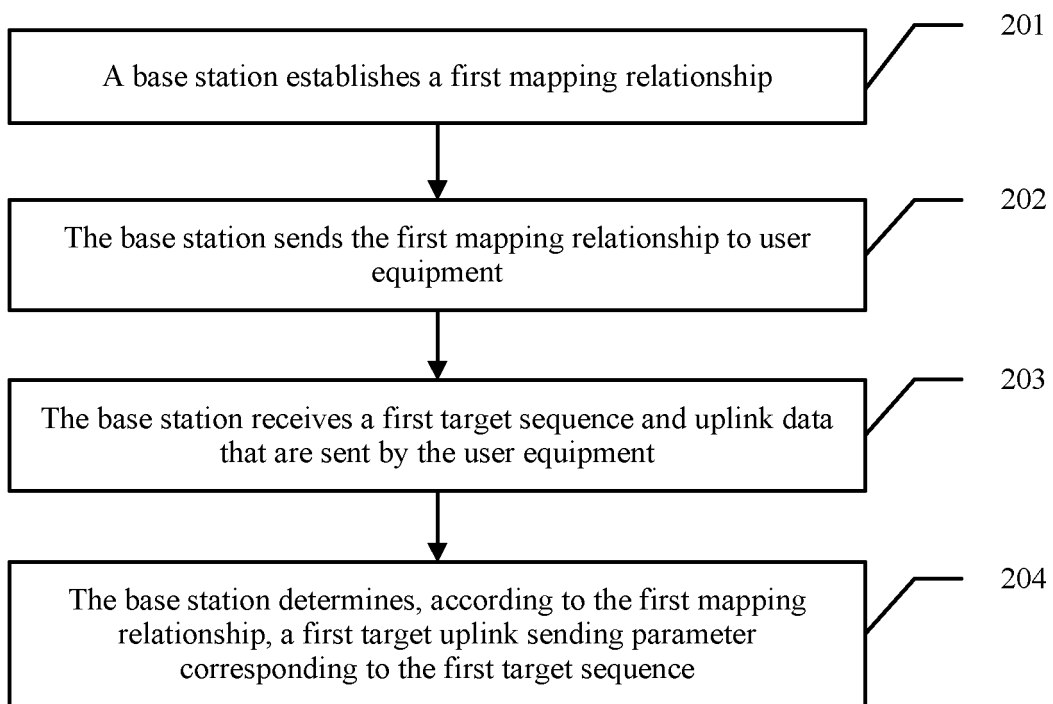 201
A base station establishes a first mapping relationship
202
The base station sends the first mapping relationship to user
equipment
203
The base station receives a first target sequence and uplink data
that are sent by the user equipment
204
The base station determines, according to the first mapping
relationship, a first target uplink sending parameter
corresponding to the first target sequence